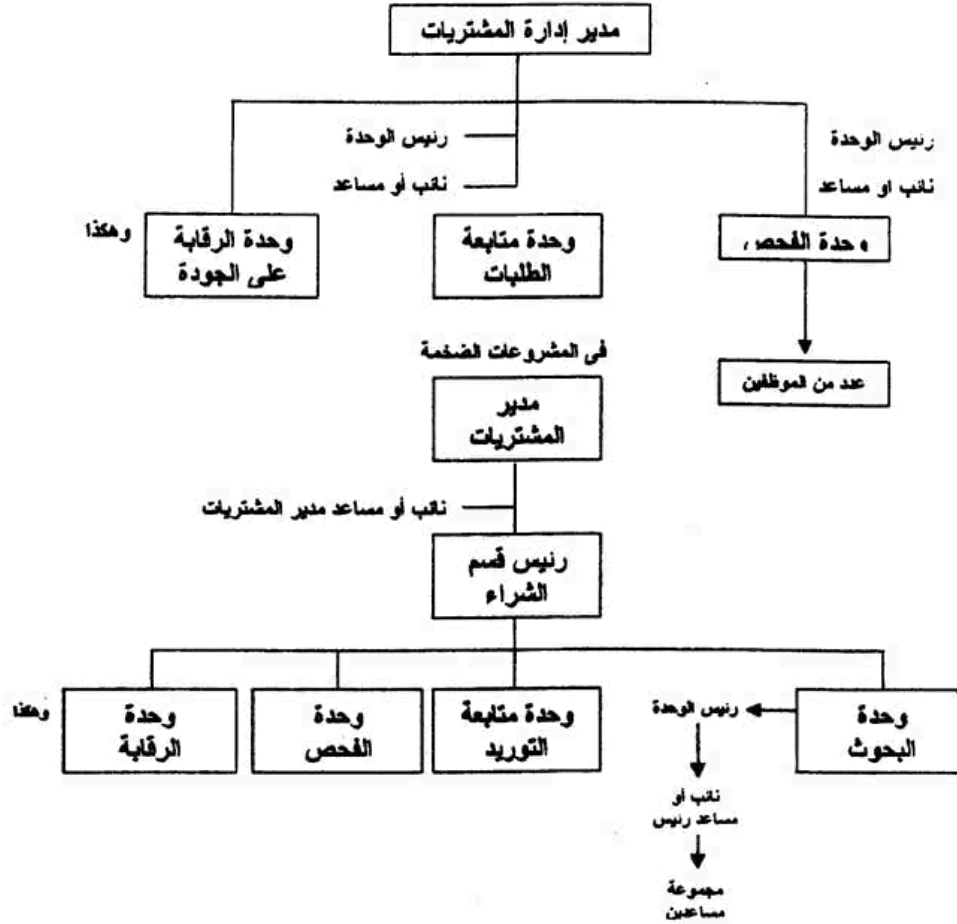 مدير إدارة المشتريات
رئيس الوحدة
نائب او مساعد
رئيس الوحدة
نائب أو مساعد
وحدة الفحص
وحدة متابعة
الطلبات
وحدة الرقابة
على الجودة
وهكذا
عدد من الموظفين
فى المشروعات الضخمة
مدير
المشتريات
نائب أو مساعد مدير المشتريات
رئيس قسم
الشراء
وحدة
البحوث
رئيس الوحدة
نائب أو
مساعد رئيس
مجموعة
مساعدين
وحدة متابعة
التوريد
وحدة
الفحص
وحدة
الرقابة
وهكذا